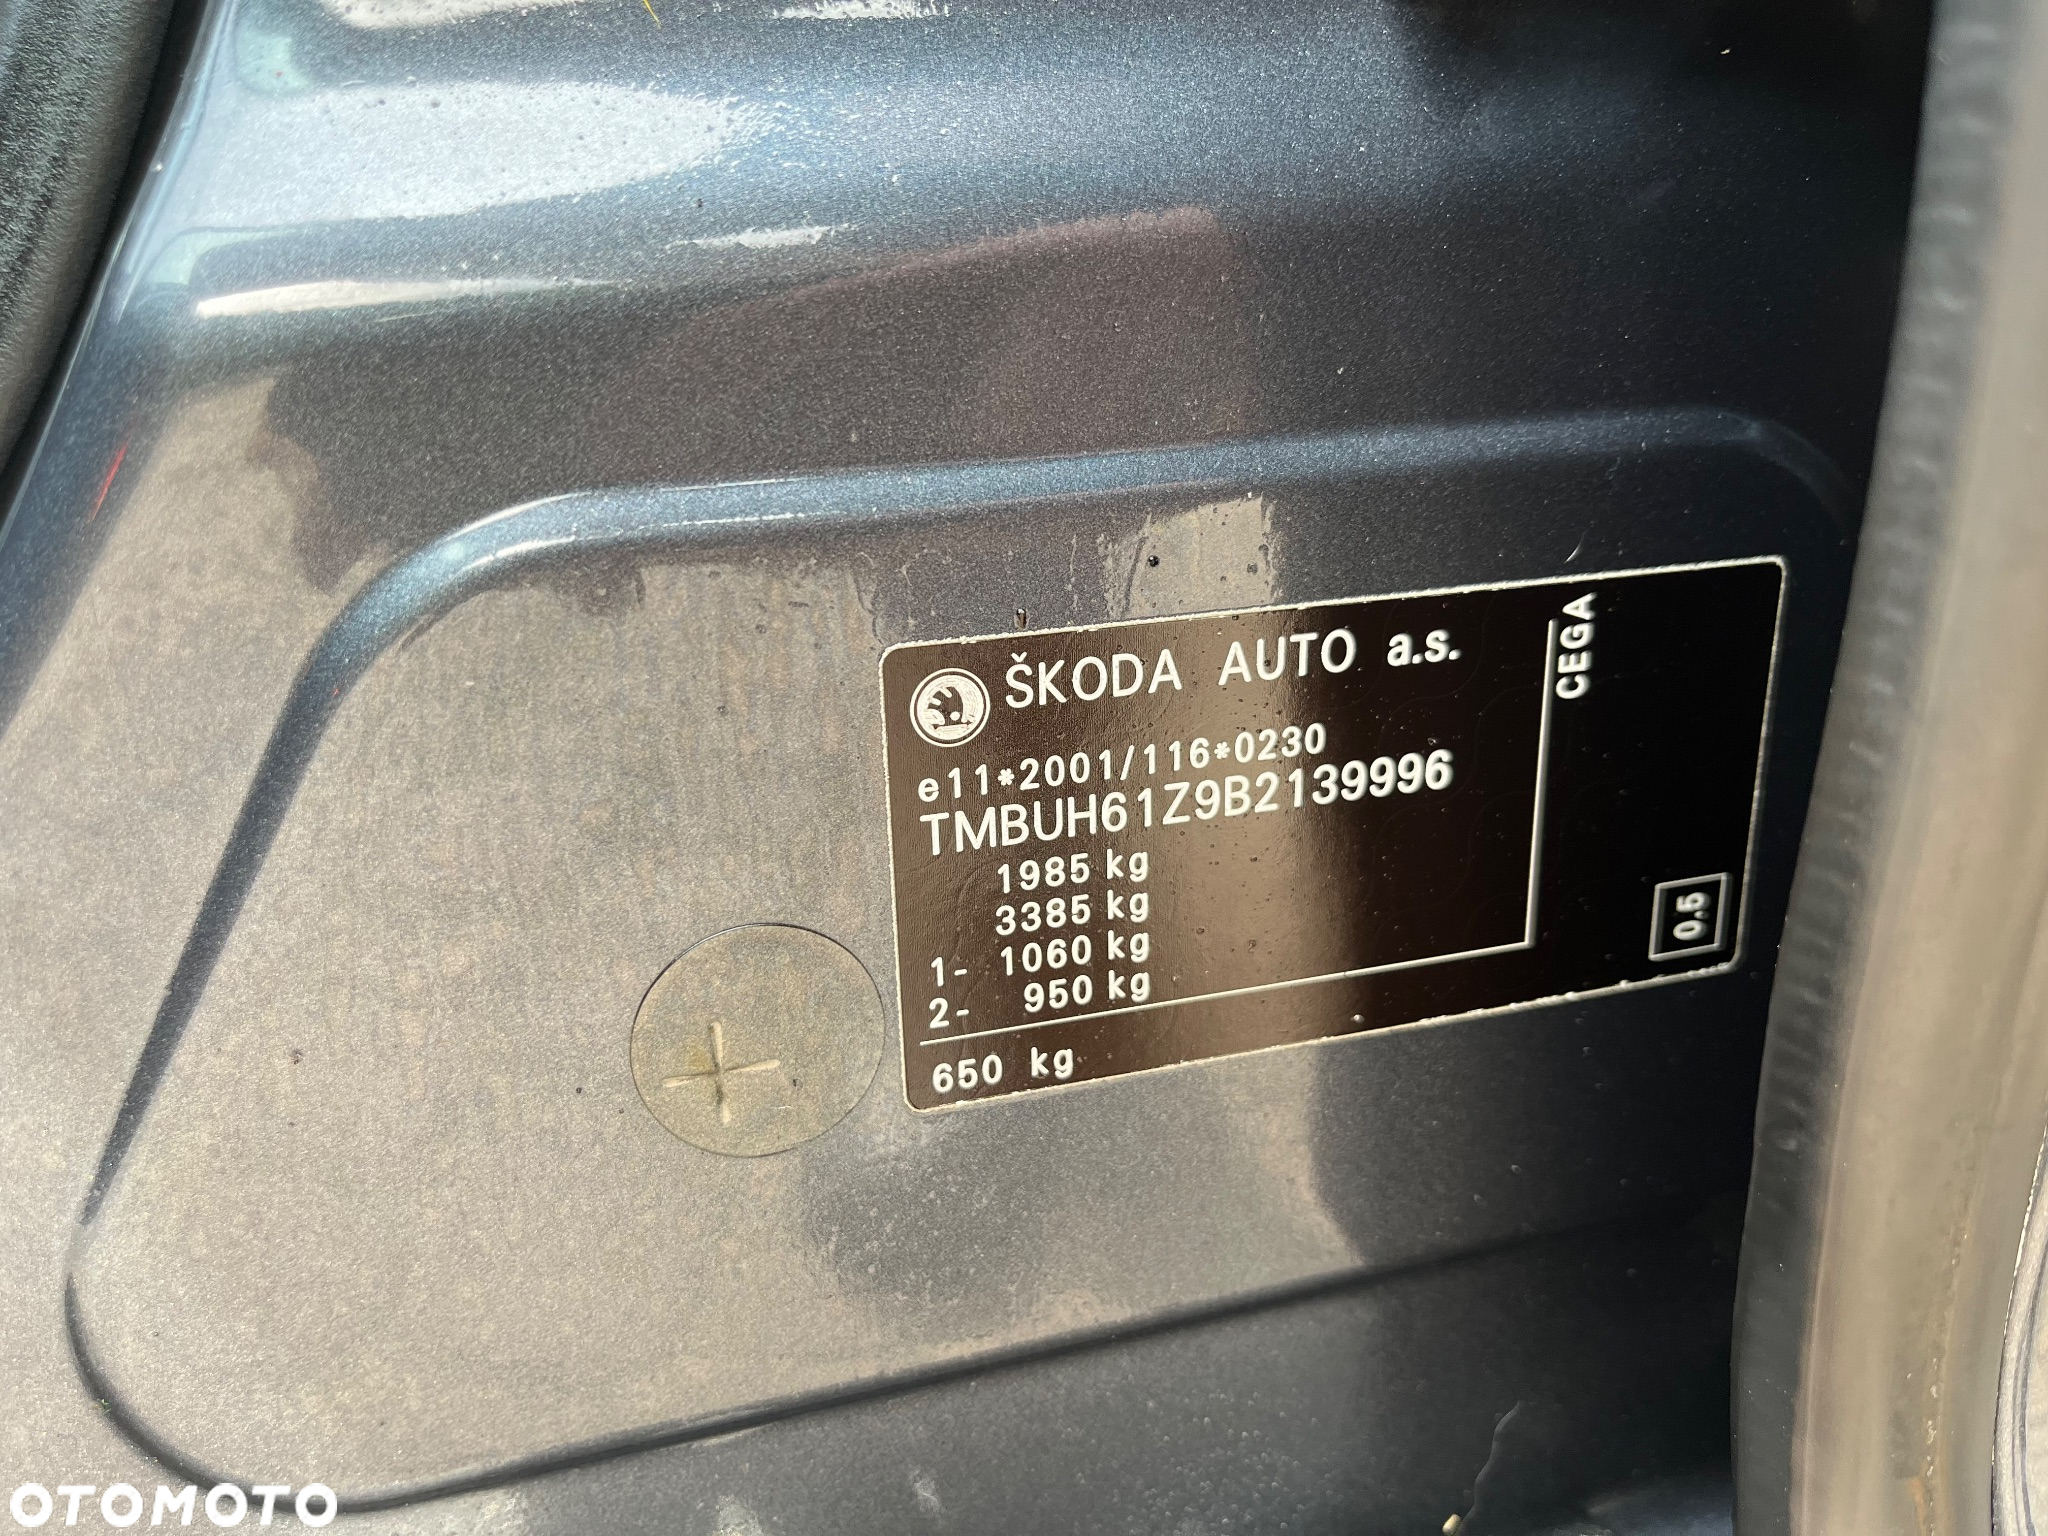 ŠKODA AUTO a.s.
e11*2001/116*0230
TMBUH61Z9B2139996
1985 kg
3385 kg
1- 1060 kg
2- 950 kg
650 kg
CEGA
0.5
OTOMOTO